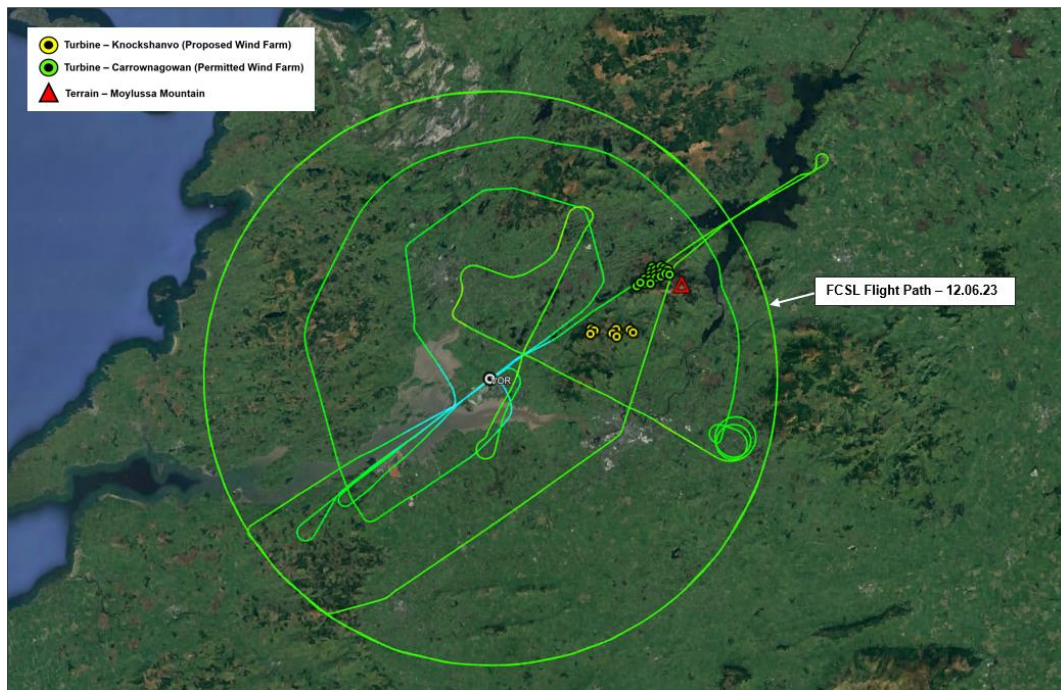 Turbine – Knockshanvo (Proposed Wind Farm)
Turbine – Carrownagowan (Permitted Wind Farm)
Terrain – Moylussa Mountain
FCSL Flight Path – 12.06.23